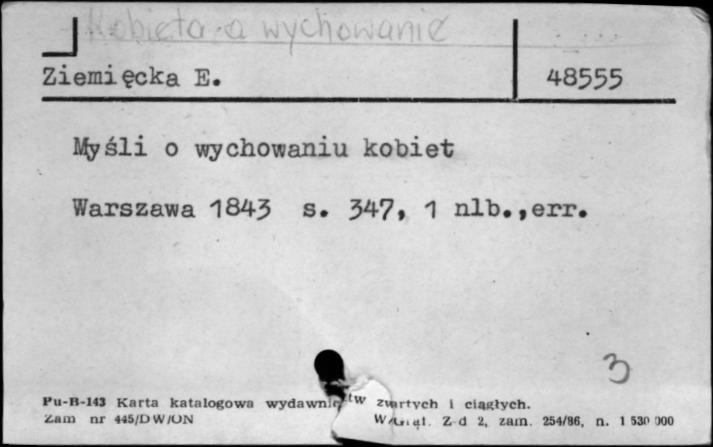 Kobieta a wychowanie
Ziemięcka E. 48555
Myśli o wychowaniu kobiet
Warszawa 1843 s. 347, 1 nlb.,err.
3
Pu-B-143 Karta katalogowa wydawnictw zwartych i ciągłych.
Zam nr 445/DW/ON Z-d 2, zam. 254/86, n. 1 530 000